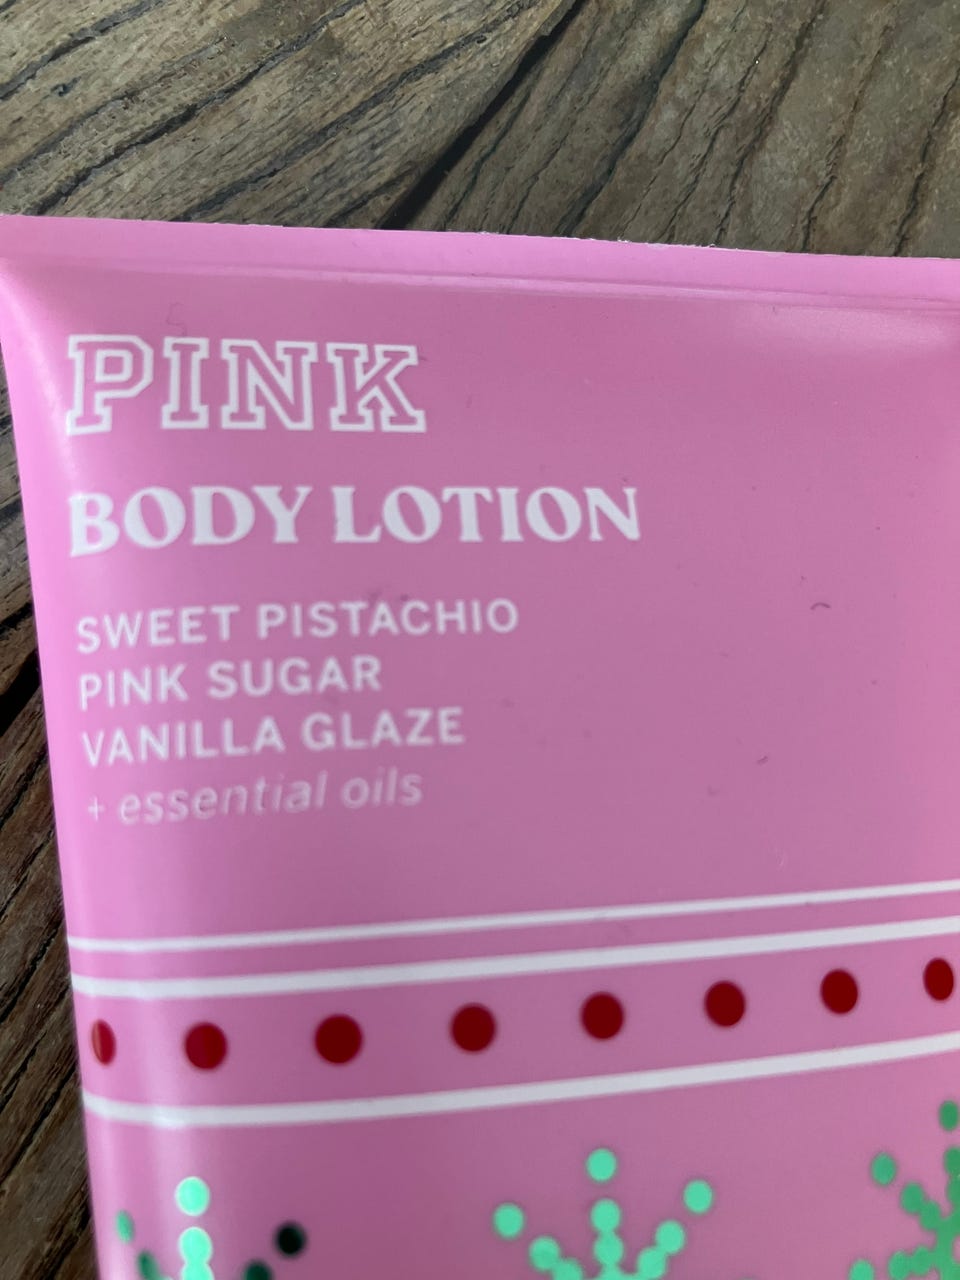 PINK
BODY LOTION
SWEET PISTACHIO
PINK SUGAR
VANILLA GLAZE
+ essential oils